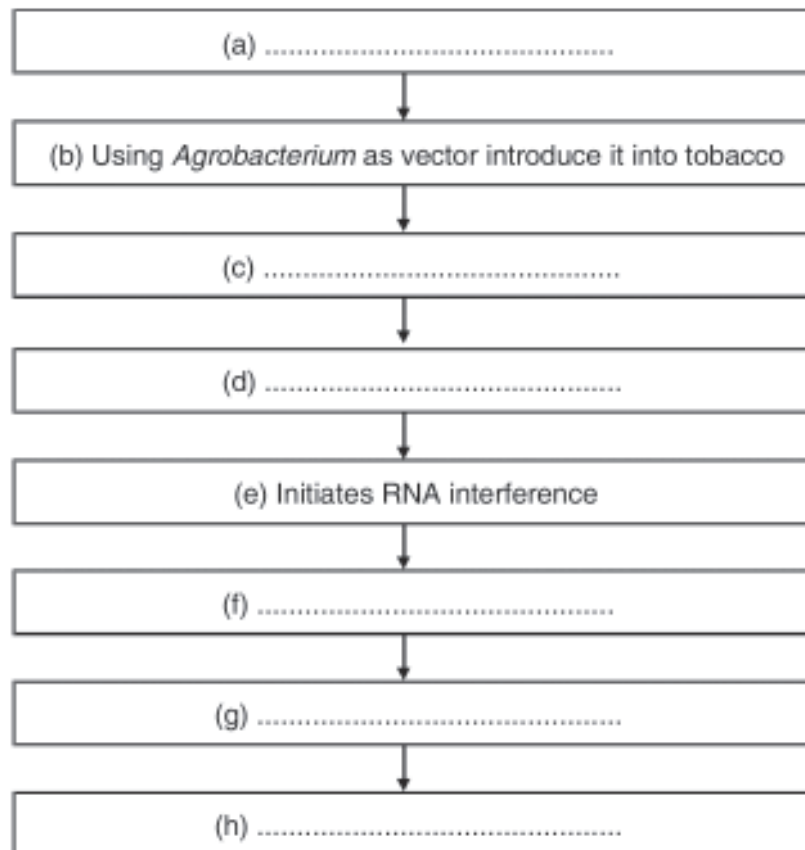 (a) .............................................
(b) Using Agrobacterium as vector introduce it into tobacco
(c) .............................................
(d) .............................................
(e) Initiates RNA interference
(f) .............................................
(g) .............................................
(h) .............................................